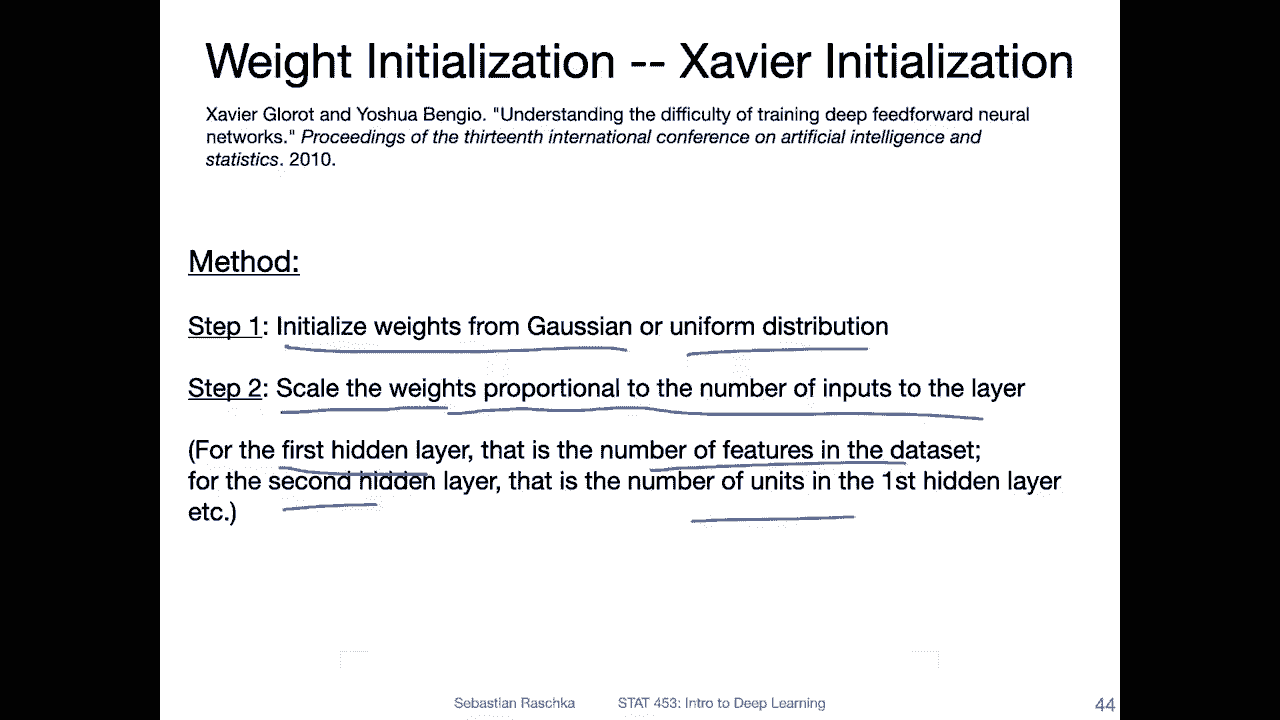 Weight Initialization -- Xavier Initialization
Xavier Glorot and Yoshua Bengio. "Understanding the difficulty of training deep feedforward neural
networks." Proceedings of the thirteenth international conference on artificial intelligence and
statistics. 2010.
Method:
Step 1: Initialize weights from Gaussian or uniform distribution
Step 2: Scale the weights proportional to the number of inputs to the layer
(For the first hidden layer, that is the number of features in the dataset;
for the second hidden layer, that is the number of units in the 1st hidden layer
etc.)
Sebastian Raschka STAT 453: Intro to Deep Learning 44